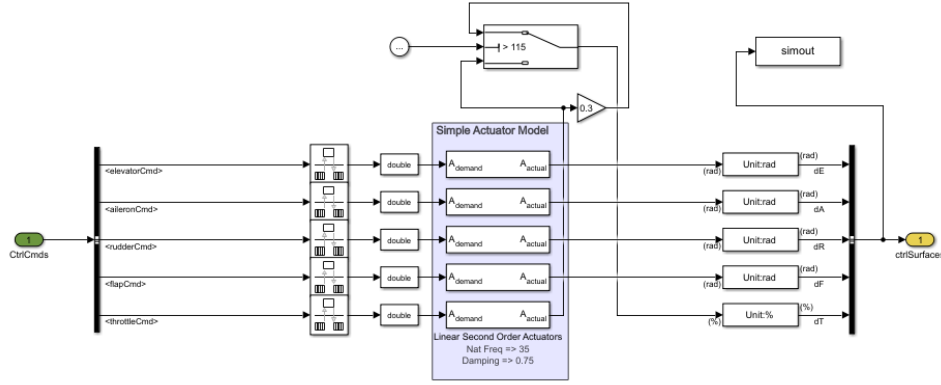 ...
> 115
simout
0.3
Simple Actuator Model
<elevatorCmd>
double
A demand
A actual
(rad)
Unit:rad
(rad)
dE
<aileronCmd>
double
A demand
A actual
(rad)
Unit:rad
(rad)
dA
1
CtrlCmds
<rudderCmd>
double
A demand
A actual
(rad)
Unit:rad
(rad)
dR
1
ctrlSurfaces
<flapCmd>
double
A demand
A actual
(rad)
Unit:rad
(rad)
dF
<throttleCmd>
double
A demand
A actual
(%)
Unit:%
(%)
dT
Linear Second Order Actuators
Nat Freq => 35
Damping => 0.75